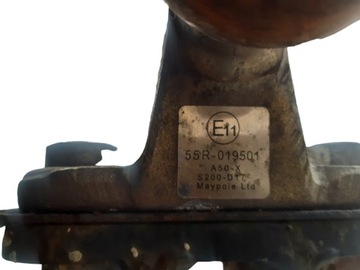 E11
55R-019501
A50-X
S200-D17
Maypole Ltd